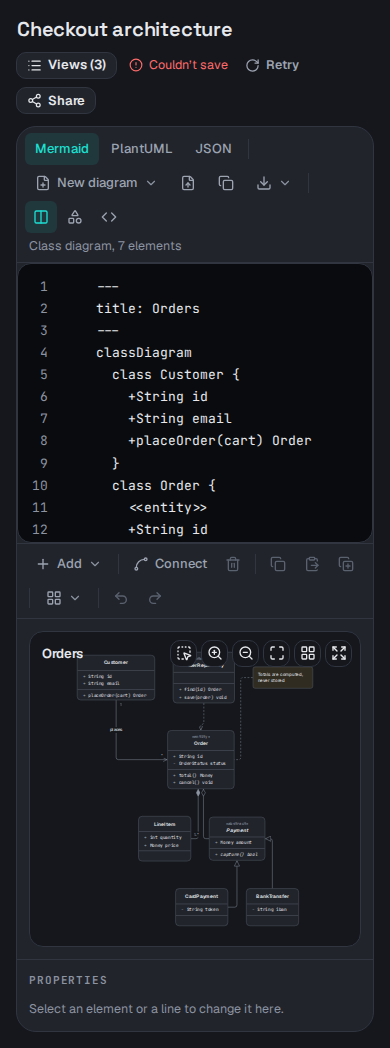 Checkout architecture
Views (3)
Couldn't save
Retry
Share
Mermaid
PlantUML
JSON
New diagram
Class diagram, 7 elements
1 ---
2 title: Orders
3 ---
4 classDiagram
5 class Customer {
6 +String id
7 +String email
8 +placeOrder(cart) Order
9 }
10 class Order {
11 <<entity>>
12 +String id
Add
Connect
Orders
Customer
+ String id
+ String email
+ placeOrder(cart) Order
+ find(id) Order
+ save(order) void
Totals are computed,
never stored
places
«entity»
Order
+ String id
- OrderStatus status
+ total() Money
+ cancel() void
LineItem
+ Int quantity
+ Money price
Payment
+ Money amount
+ capture() bool
CardPayment
- String token
BankTransfer
- String iban
PROPERTIES
Select an element or a line to change it here.